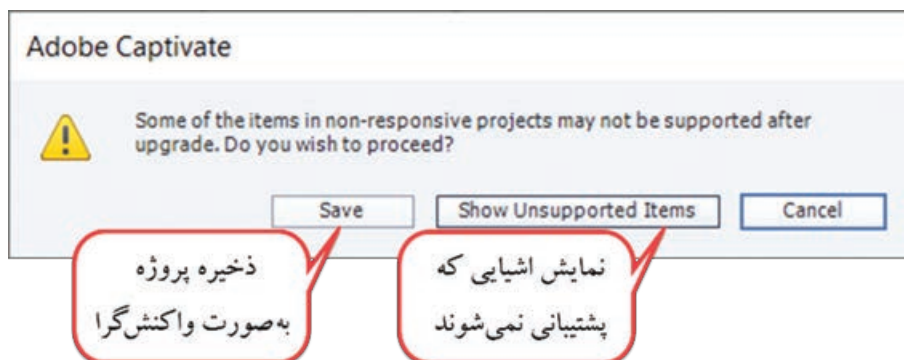 Adobe Captivate
Some of the items in non-responsive projects may not be supported after
upgrade. Do you wish to proceed?
Save
Show Unsupported Items
Cancel
ذخیره پروژه
به‌صورت واکنش‌گرا
نمایش اشیایی که
پشتیبانی نمی‌شوند